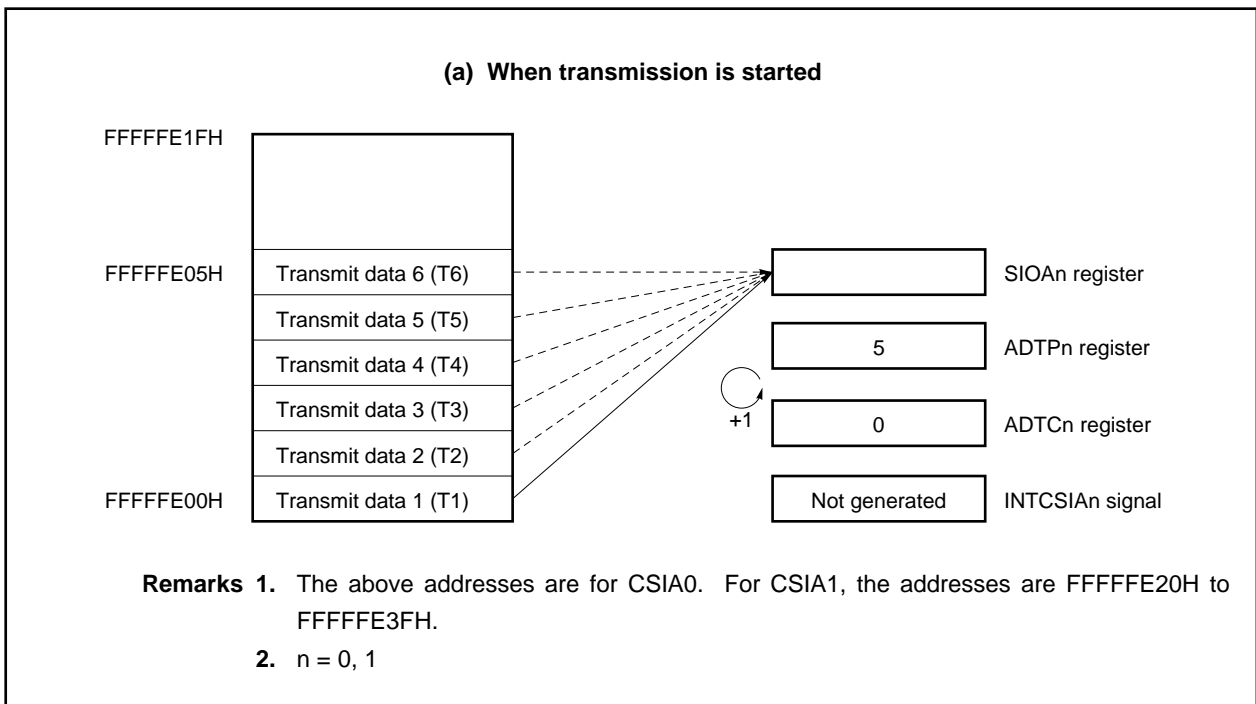 (a) When transmission is started
FFFFFE1FH
FFFFFE05H
Transmit data 6 (T6)
SIOAn register
Transmit data 5 (T5)
5
ADTPn register
Transmit data 4 (T4)
Transmit data 3 (T3)
+1
0
ADTCn register
Transmit data 2 (T2)
FFFFFE00H
Transmit data 1 (T1)
Not generated
INTCSIAn signal
Remarks 1. The above addresses are for CSIA0. For CSIA1, the addresses are FFFFFE20H to
FFFFFE3FH.
2. n = 0, 1